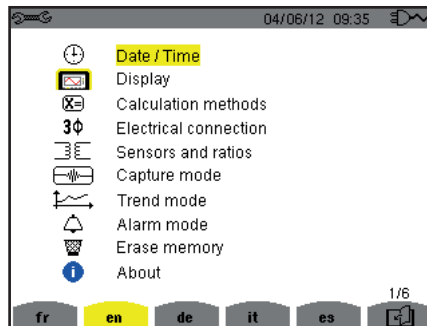 04/06/12 09:35
Date / Time
Display
X= Calculation methods
3ϕ Electrical connection
Sensors and ratios
Capture mode
Trend mode
Alarm mode
Erase memory
i About
1/6
fr en de it es